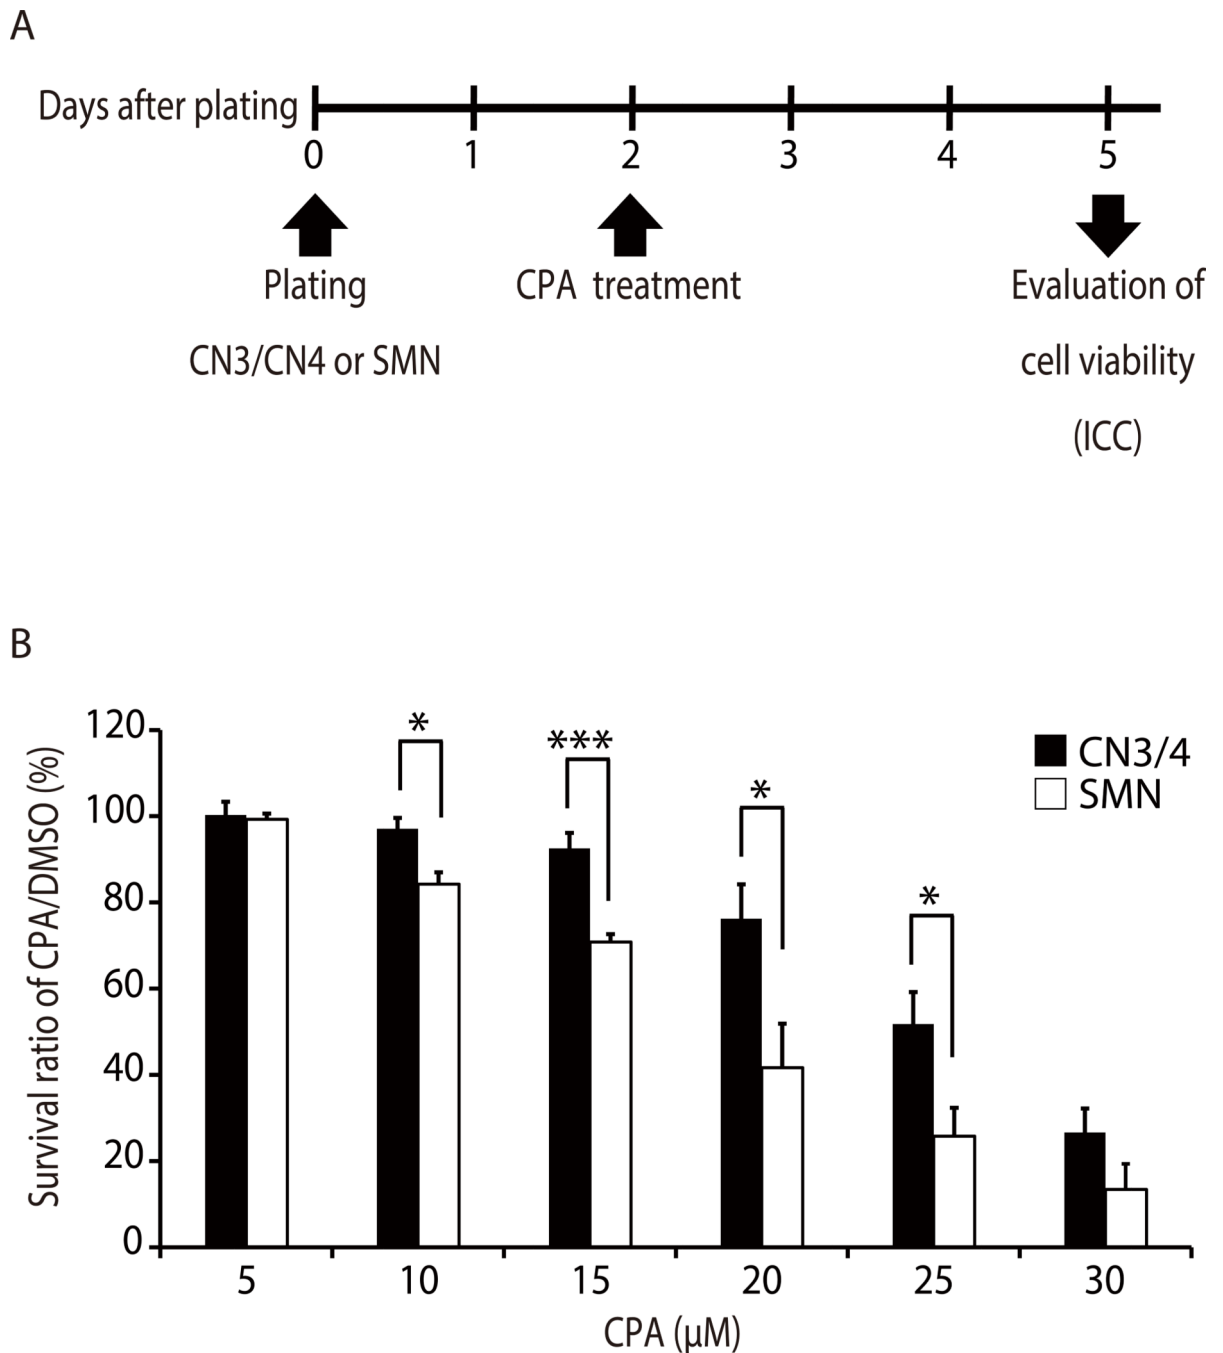 A
Days after plating
0 1 2 3 4 5
Plating
CN3/CN4 or SMN
CPA treatment
Evaluation of
cell viability
(ICC)
B
Survival ratio of CPA/DMSO (%)
120
100
80
60
40
20
0
*
***
*
*
CN3/4
SMN
5 10 15 20 25 30
CPA (μM)